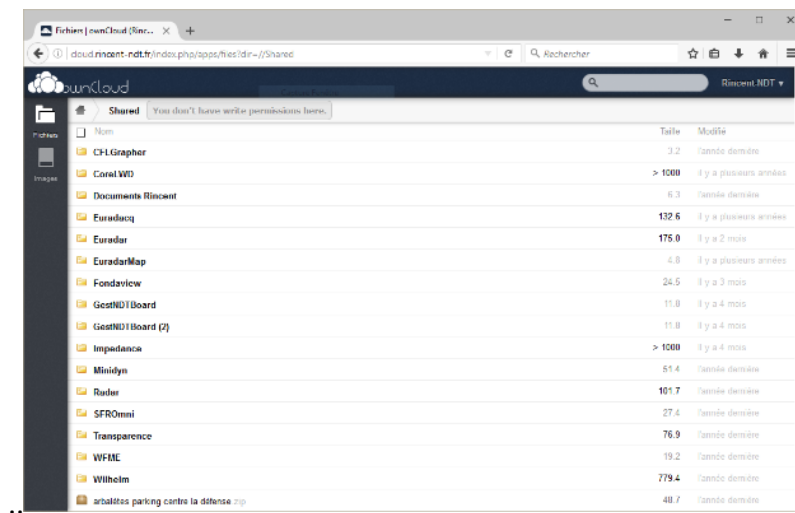 Fichiers | ownCloud (Rinc...
cloud.rincent-ndt.fr/index.php/apps/files?dir=//Shared
Rechercher
ownCloud
Rincent.NDT
Shared You don't have write permissions here.
Fichiers
Images
Nom Taille Modifié
CFLGrapher 3.2 l'année dernière
Corel.WD > 1000 il y a plusieurs années
Documents Rincent 6.3 l'année dernière
Euradacq 132.6 il y a plusieurs années
Euradar 175.0 il y a 2 mois
EuradarMap 4.8 il y a plusieurs années
Fondaview 24.5 il y a 3 mois
GestNDTBoard 11.8 il y a 4 mois
GestNDTBoard (2) 11.8 il y a 4 mois
Impedance > 1000 il y a 4 mois
Minidyn 51.4 l'année dernière
Radar 101.7 l'année dernière
SFROmni 27.4 l'année dernière
Transparence 76.9 l'année dernière
WFME 19.2 l'année dernière
Wilhelm 779.4 l'année dernière
arbalétes parking centre la défense.zip 48.7 l'année dernière